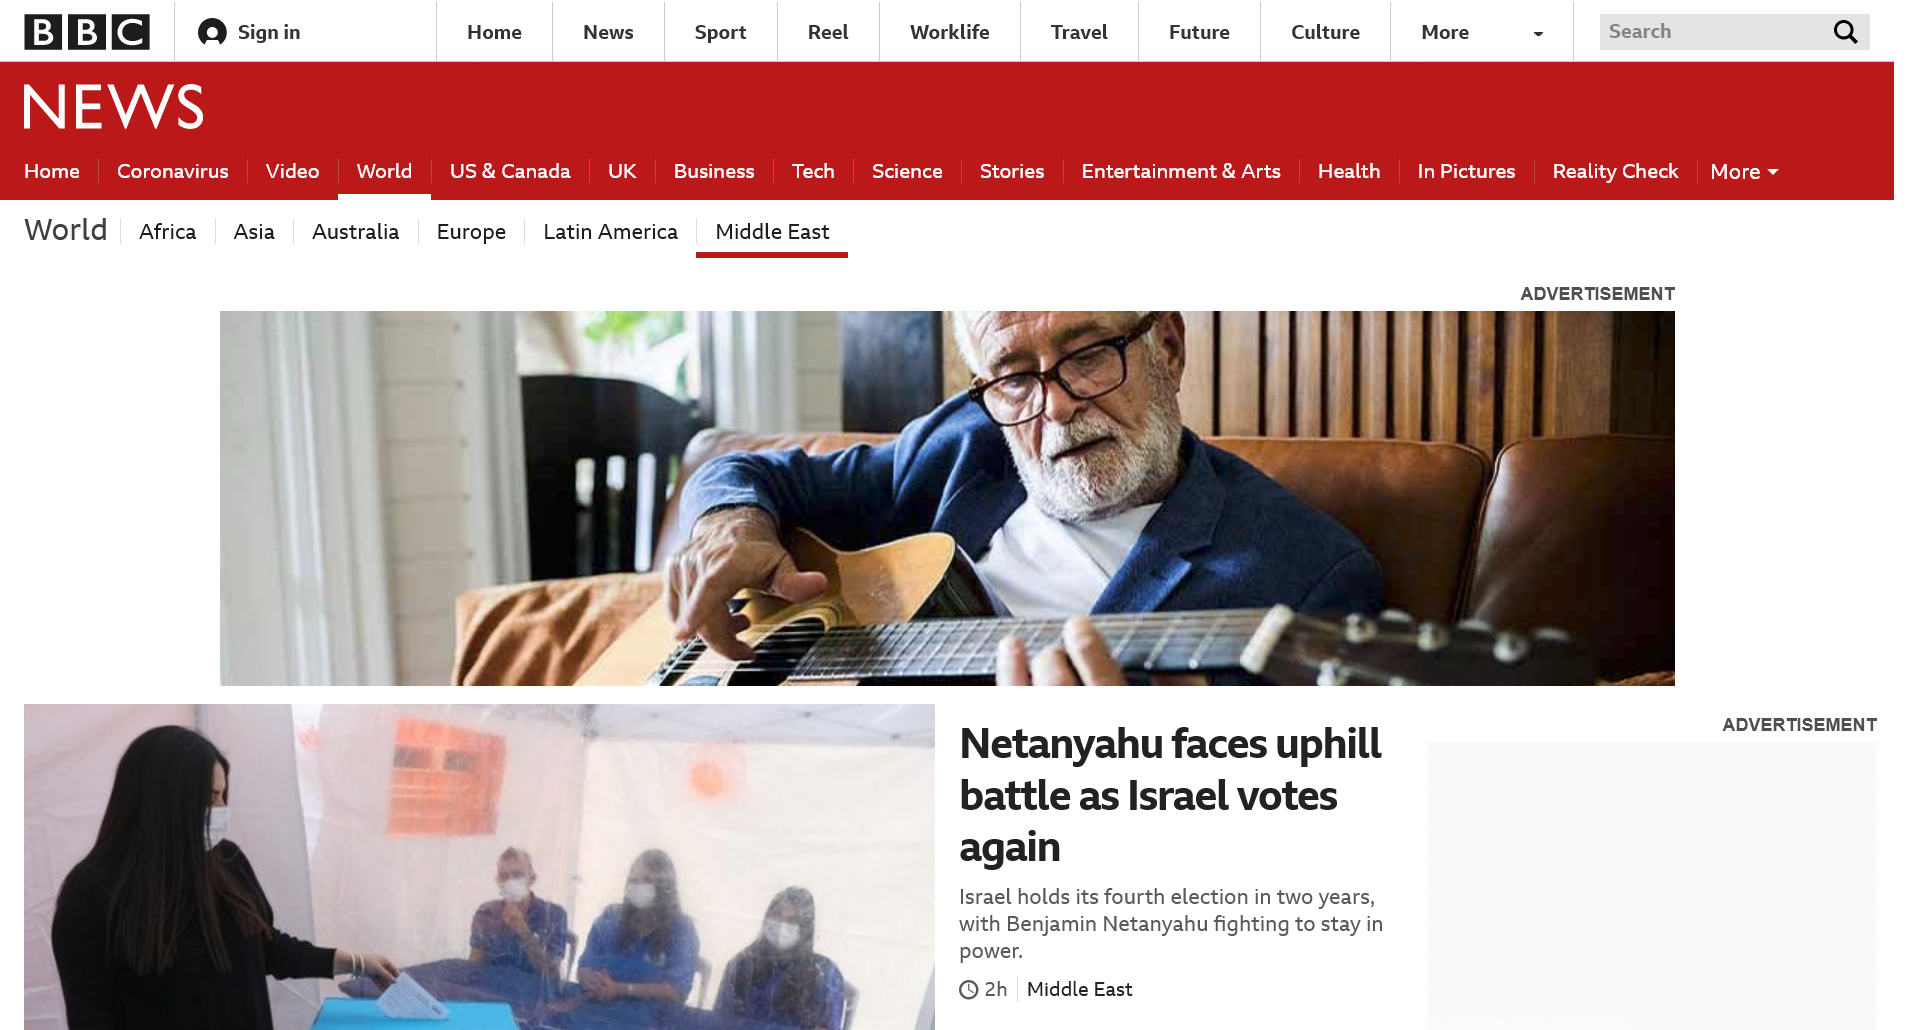 BBC Sign in Home News Sport Reel Worklife Travel Future Culture More Search
NEWS
Home Coronavirus Video World US & Canada UK Business Tech Science Stories Entertainment & Arts Health In Pictures Reality Check More
World Africa Asia Australia Europe Latin America Middle East
ADVERTISEMENT
Netanyahu faces uphill
battle as Israel votes
again
Israel holds its fourth election in two years,
with Benjamin Netanyahu fighting to stay in
power.
2h Middle East
ADVERTISEMENT